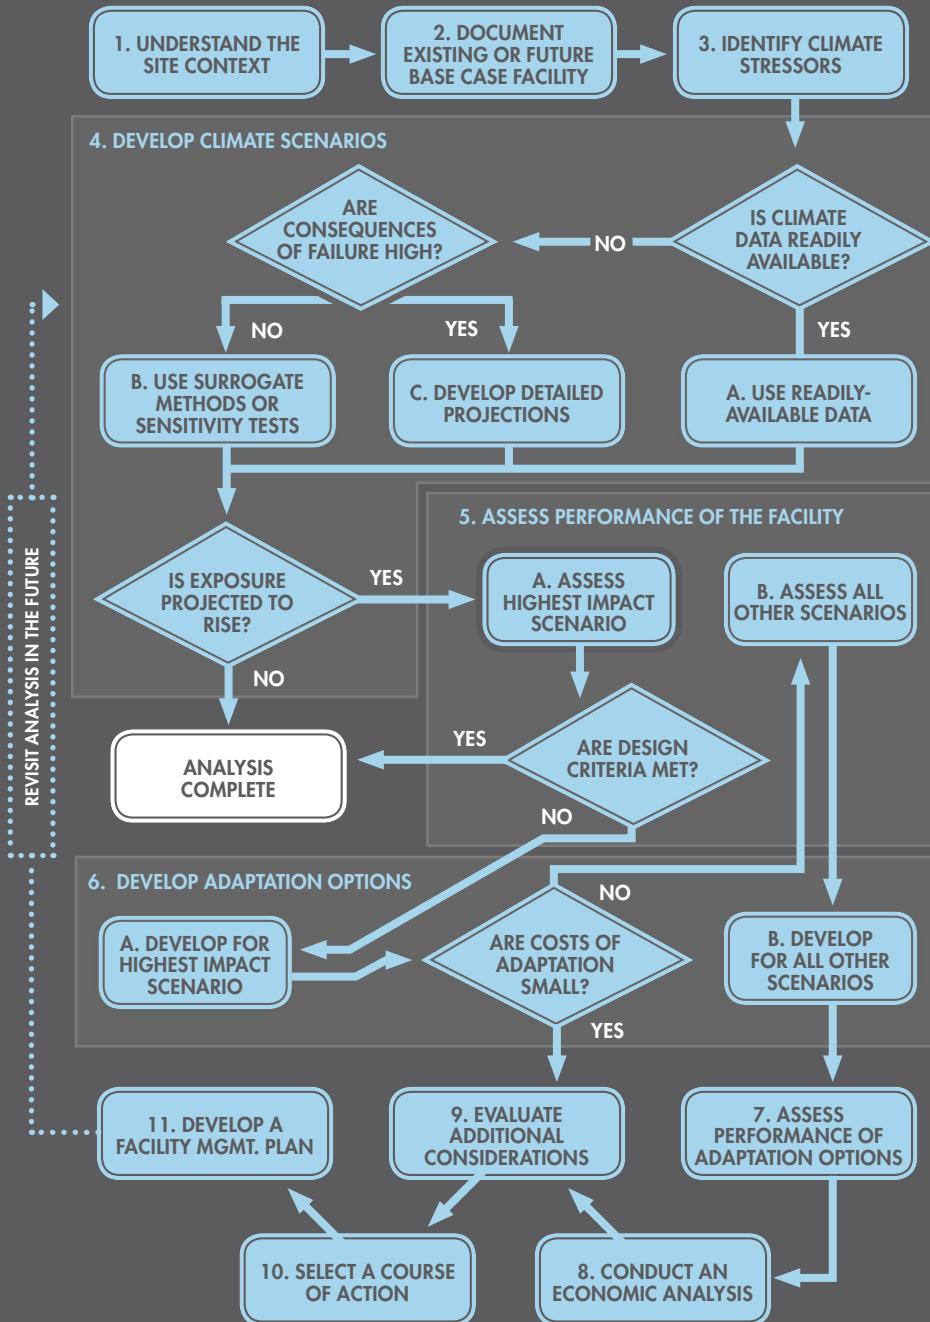 1. UNDERSTAND THE
SITE CONTEXT
2. DOCUMENT
EXISTING OR FUTURE
BASE CASE FACILITY
3. IDENTIFY CLIMATE
STRESSORS
4. DEVELOP CLIMATE SCENARIOS
IS CLIMATE
DATA READILY
AVAILABLE?
NO
ARE
CONSEQUENCES
OF FAILURE HIGH?
NO
YES
YES
B. USE SURROGATE
METHODS OR
SENSITIVITY TESTS
C. DEVELOP DETAILED
PROJECTIONS
A. USE READILY-
AVAILABLE DATA
IS EXPOSURE
PROJECTED TO
RISE?
YES
NO
ANALYSIS
COMPLETE
5. ASSESS PERFORMANCE OF THE FACILITY
A. ASSESS
HIGHEST IMPACT
SCENARIO
B. ASSESS ALL
OTHER SCENARIOS
ARE DESIGN
CRITERIA MET?
YES
NO
6. DEVELOP ADAPTATION OPTIONS
A. DEVELOP FOR
HIGHEST IMPACT
SCENARIO
ARE COSTS OF
ADAPTATION
SMALL?
NO
YES
B. DEVELOP
FOR ALL OTHER
SCENARIOS
7. ASSESS
PERFORMANCE OF
ADAPTATION OPTIONS
8. CONDUCT AN
ECONOMIC ANALYSIS
9. EVALUATE
ADDITIONAL
CONSIDERATIONS
10. SELECT A COURSE
OF ACTION
11. DEVELOP A
FACILITY MGMT. PLAN
REVISIT ANALYSIS IN THE FUTURE